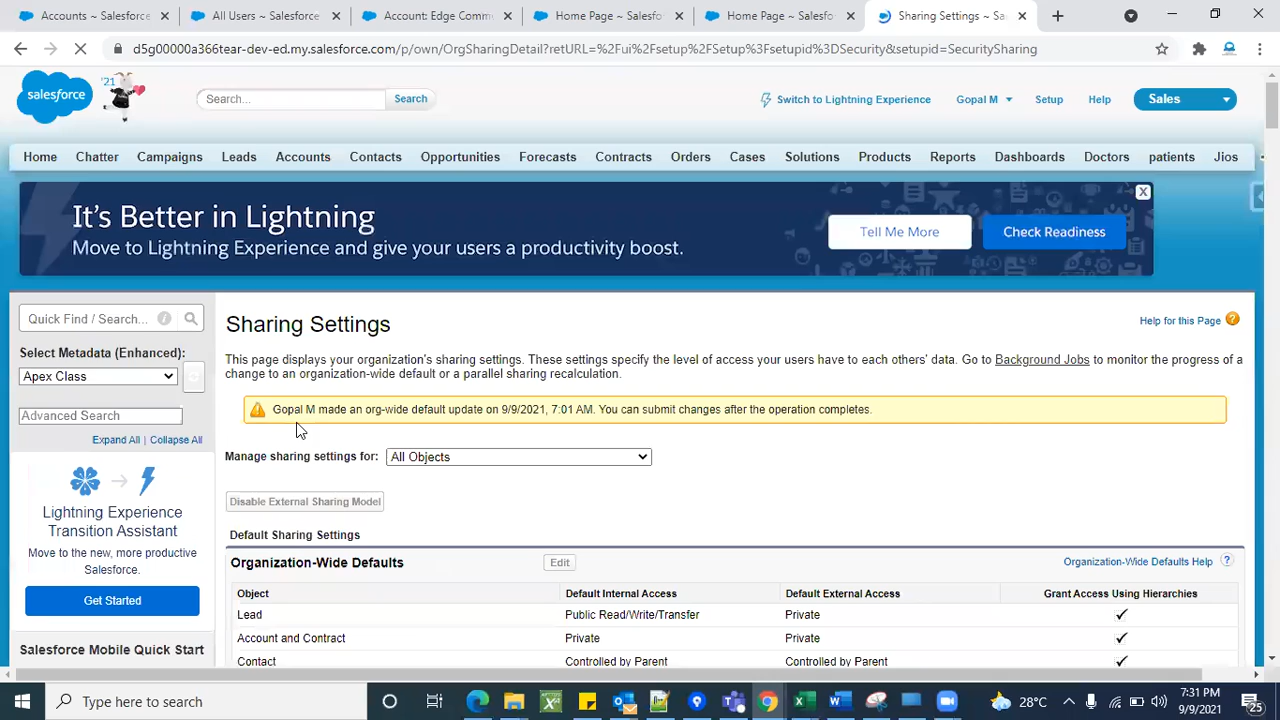 Accounts ~ Salesforce
All Users ~ Salesforce
Account: Edge Comm
Home Page ~ Salesfo
Home Page ~ Salesfo
Sharing Settings ~ Sa
d5g00000a366tear-dev-ed.my.salesforce.com/p/own/OrgSharingDetail?retURL=%2Fui%2Fsetup%2FSetup%3Fsetupid%3DSecurity&setupid=SecuritySharing
salesforce
'21
Search...
Search
Switch to Lightning Experience
Gopal M
Setup
Help
Sales
Home
Chatter
Campaigns
Leads
Accounts
Contacts
Opportunities
Forecasts
Contracts
Orders
Cases
Solutions
Products
Reports
Dashboards
Doctors
patients
Jios
It's Better in Lightning
Move to Lightning Experience and give your users a productivity boost.
Tell Me More
Check Readiness
X
Quick Find / Search...
Select Metadata (Enhanced):
Apex Class
Advanced Search
Expand All | Collapse All
Lightning Experience
Transition Assistant
Move to the new, more productive
Salesforce.
Get Started
Salesforce Mobile Quick Start
Sharing Settings
Help for this Page
This page displays your organization's sharing settings. These settings specify the level of access your users have to each others' data. Go to Background Jobs to monitor the progress of a
change to an organization-wide default or a parallel sharing recalculation.
Gopal M made an org-wide default update on 9/9/2021, 7:01 AM. You can submit changes after the operation completes.
Manage sharing settings for:
All Objects
Disable External Sharing Model
Default Sharing Settings
Organization-Wide Defaults
Edit
Organization-Wide Defaults Help
Object
Default Internal Access
Default External Access
Grant Access Using Hierarchies
Lead
Public Read/Write/Transfer
Private
Account and Contract
Private
Private
Contact
Controlled by Parent
Controlled by Parent
Type here to search
28°C
7:31 PM
9/9/2021
25